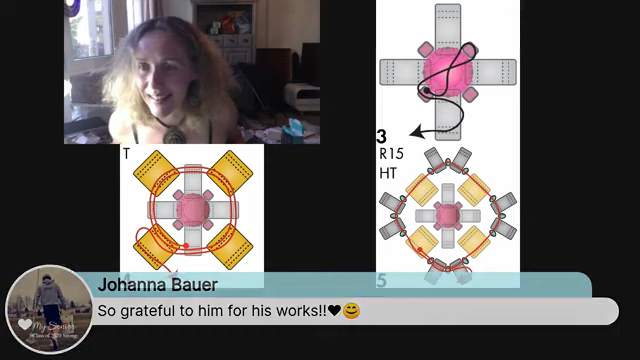 3
T
R15
HT
5
Johanna Bauer
So grateful to him for his works!!🖤😊